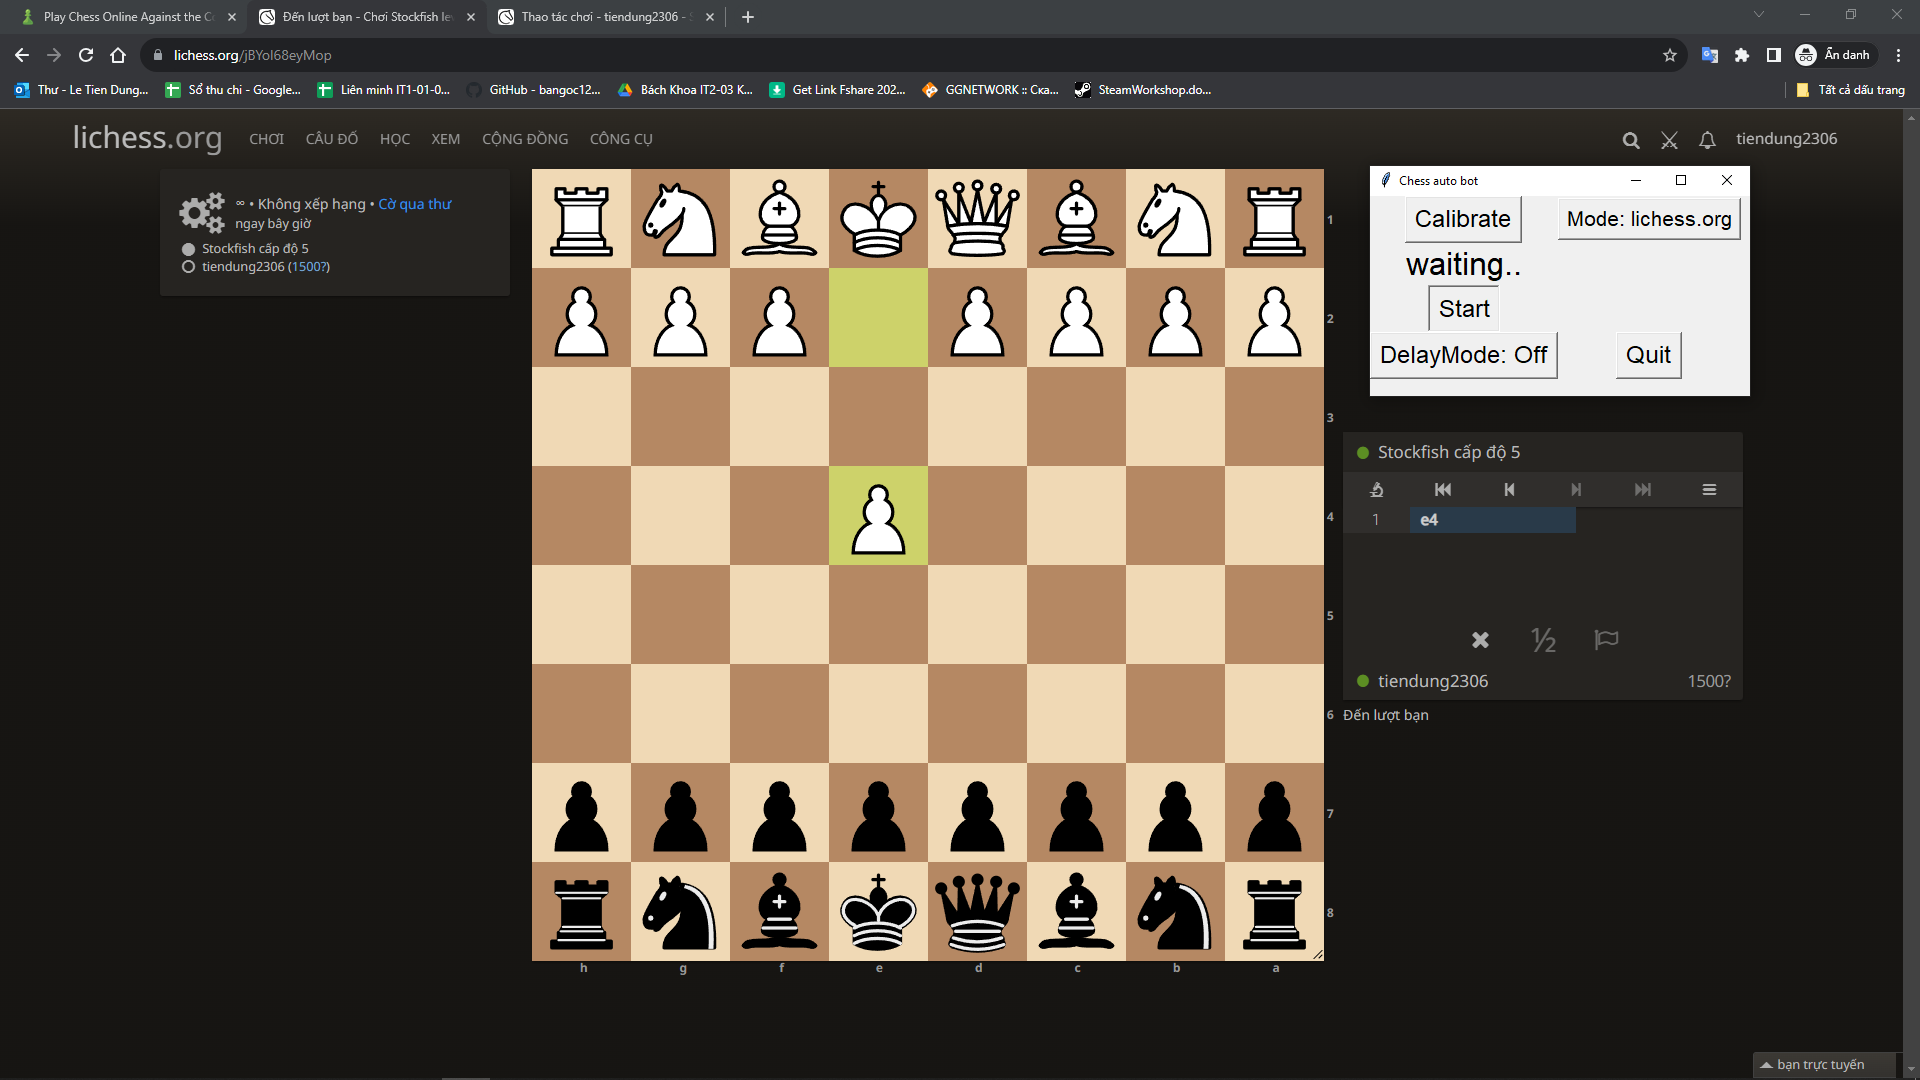 Play Chess Online Against the C
Đến lượt bạn - Chơi Stockfish le
Thao tác chơi - tiendung2306 -
lichess.org/jBYoI68eyMop
Ẩn danh
Thư - Le Tien Dung...
Sổ thu chi - Google...
Liên minh IT1-01-0...
GitHub - bangoc12...
Bách Khoa IT2-03 K...
Get Link Fshare 202...
GGNETWORK :: Ска...
SteamWorkshop.do...
Tất cả dấu trang
lichess.org
CHƠI
CÂU ĐỐ
HỌC
XEM
CỘNG ĐỒNG
CÔNG CỤ
tiendung2306
∞ • Không xếp hạng • Cờ qua thư
ngay bây giờ
Stockfish cấp độ 5
tiendung2306 (1500?)
Chess auto bot
Calibrate
Mode: lichess.org
waiting..
Start
DelayMode: Off
Quit
1
2
3
4
5
6
7
8
h g f e d c b a
Stockfish cấp độ 5
1 e4
½
tiendung2306 1500?
Đến lượt bạn
bạn trực tuyến